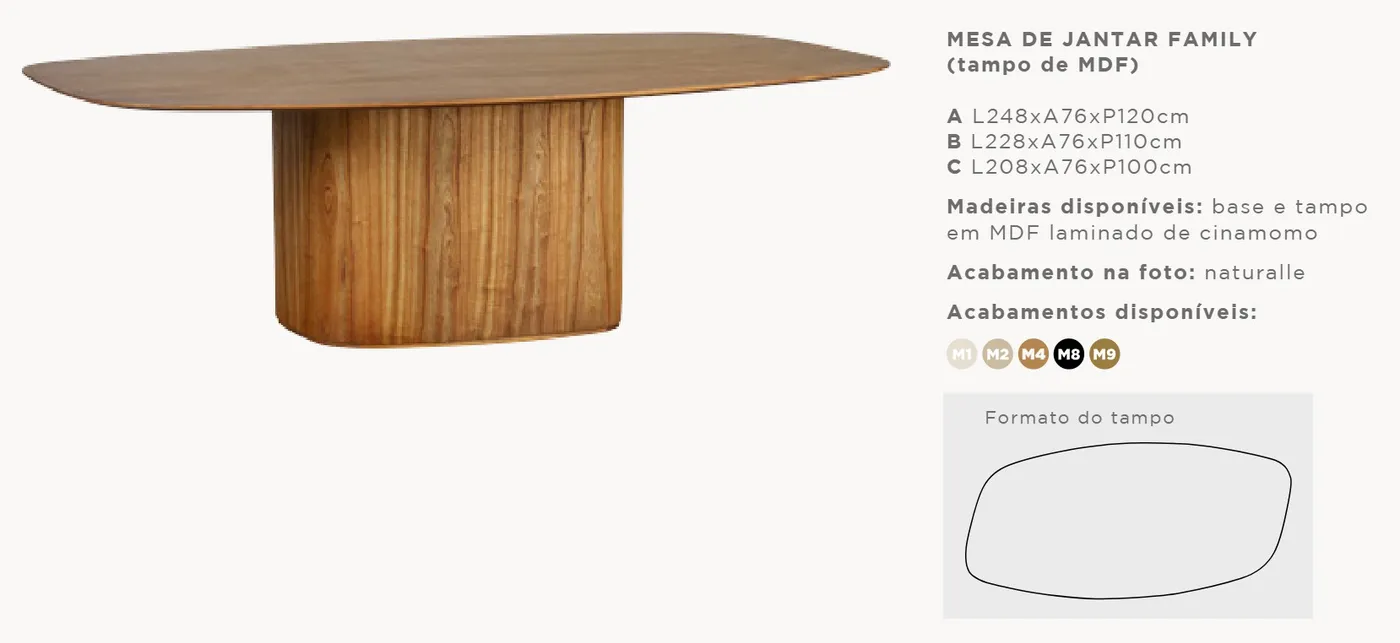 MESA DE JANTAR FAMILY
(tampo de MDF)
A L248xA76xP120cm
B L228xA76xP110cm
C L208xA76xP100cm
Madeiras disponíveis: base e tampo
em MDF laminado de cinamomo
Acabamento na foto: naturalle
Acabamentos disponíveis:
M1 M2 M4 M8 M9
Formato do tampo